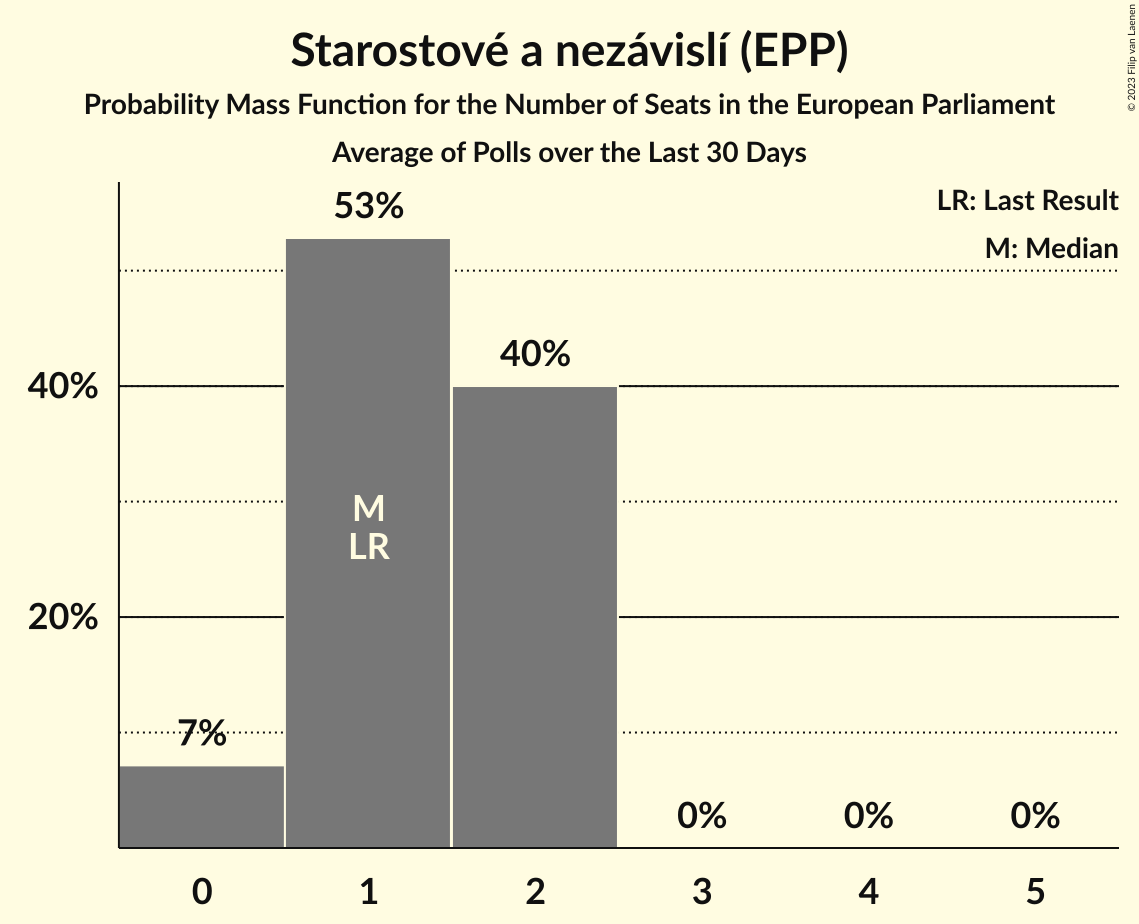 Starostové a nezávislí (EPP)
Probability Mass Function for the Number of Seats in the European Parliament
Average of Polls over the Last 30 Days
© 2023 Filip van Laenen
LR: Last Result
M: Median
53%
40%
40%
M
LR
20%
7%
0%
0%
0%
0
1
2
3
4
5